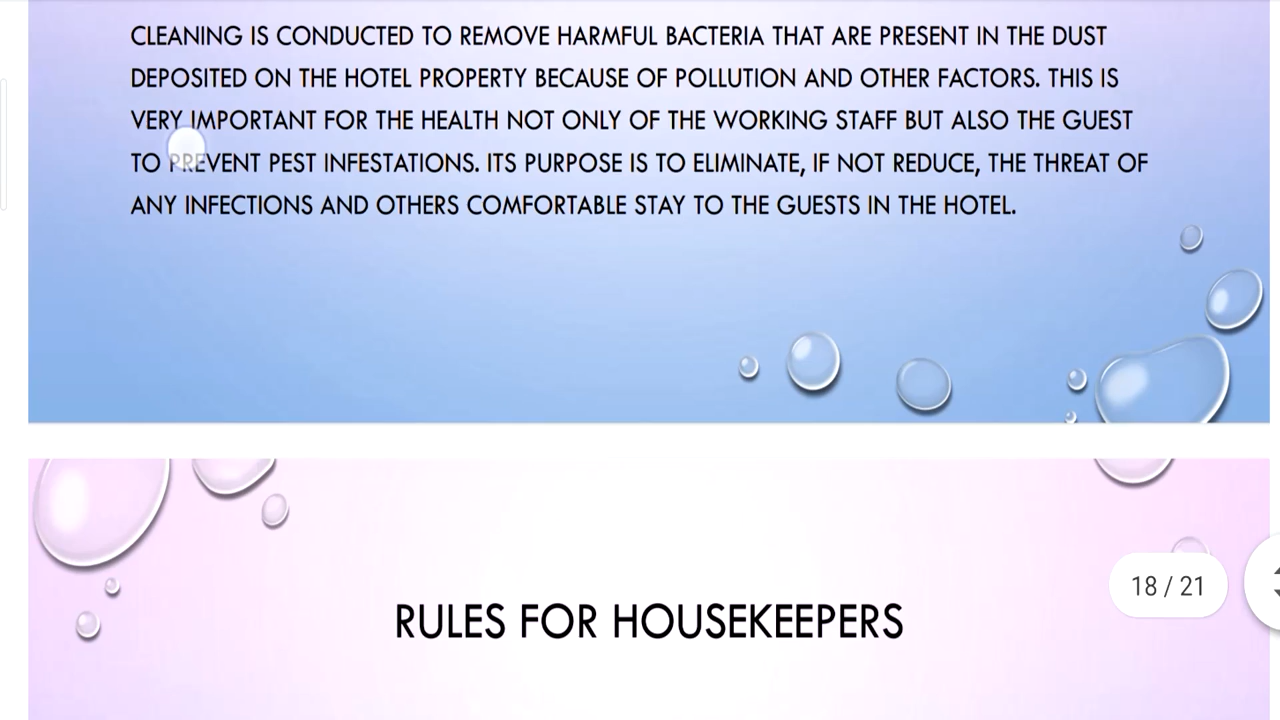 CLEANING IS CONDUCTED TO REMOVE HARMFUL BACTERIA THAT ARE PRESENT IN THE DUST
DEPOSITED ON THE HOTEL PROPERTY BECAUSE OF POLLUTION AND OTHER FACTORS. THIS IS
VERY IMPORTANT FOR THE HEALTH NOT ONLY OF THE WORKING STAFF BUT ALSO THE GUEST
TO PREVENT PEST INFESTATIONS. ITS PURPOSE IS TO ELIMINATE, IF NOT REDUCE, THE THREAT OF
ANY INFECTIONS AND OTHERS COMFORTABLE STAY TO THE GUESTS IN THE HOTEL.
18 / 21
RULES FOR HOUSEKEEPERS